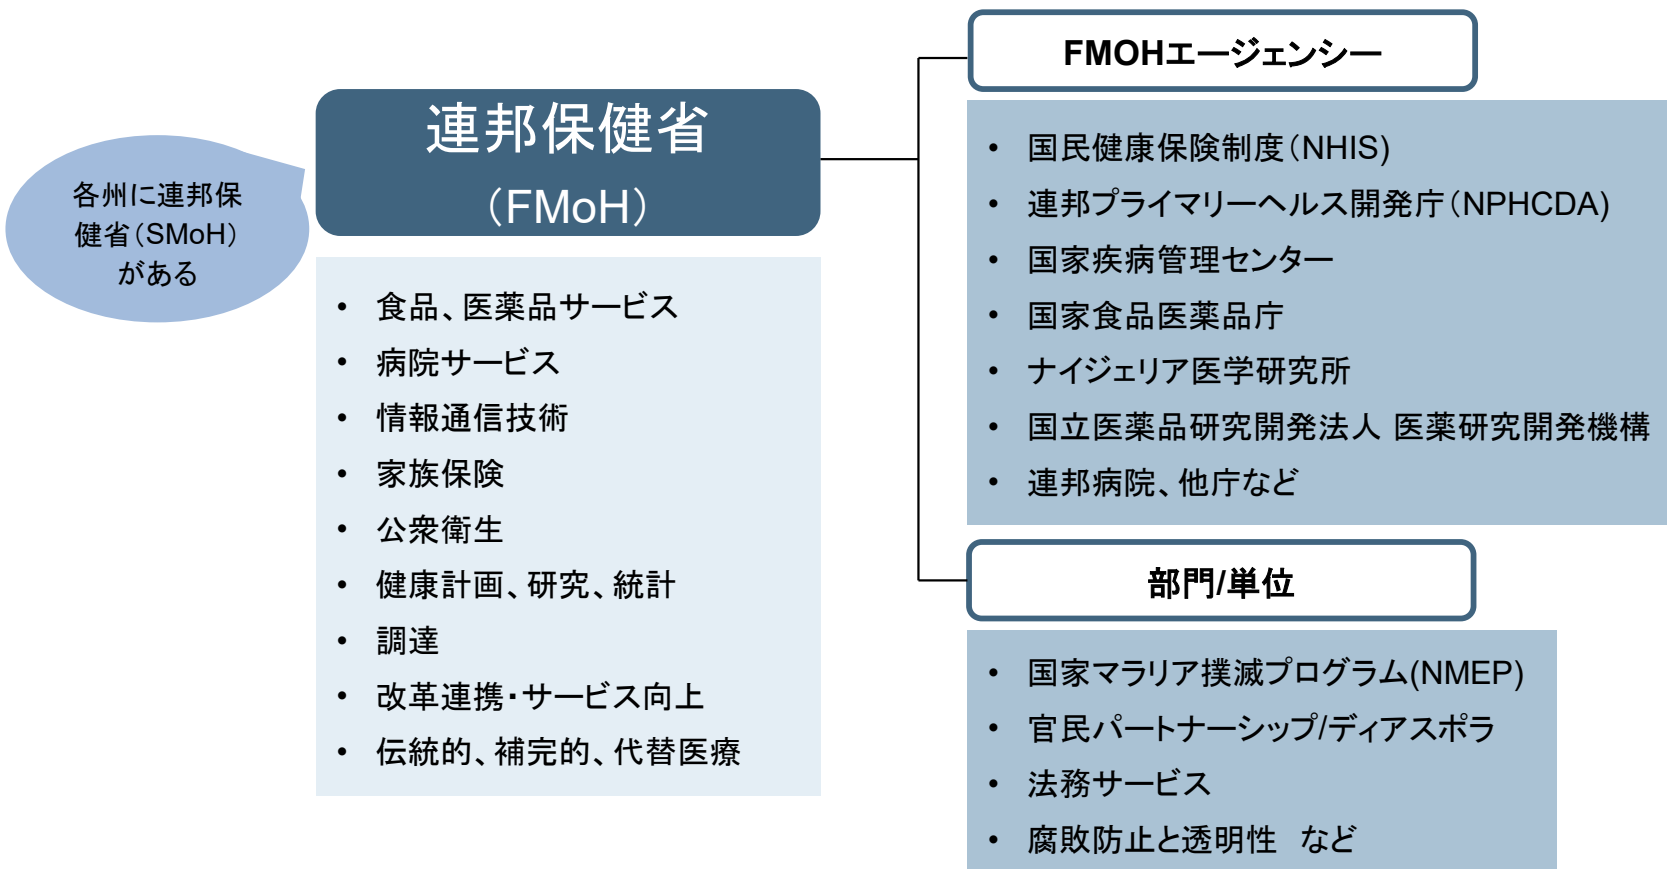 各州に連邦保
健省（SMoH）
がある
連邦保健省
（FMoH）
• 食品、医薬品サービス
• 病院サービス
• 情報通信技術
• 家族保険
• 公衆衛生
• 健康計画、研究、統計
• 調達
• 改革連携・サービス向上
• 伝統的、補完的、代替医療
FMOHエージェンシー
• 国民健康保険制度（NHIS)
• 連邦プライマリーヘルス開発庁（NPHCDA)
• 国家疾病管理センター
• 国家食品医薬品庁
• ナイジェリア医学研究所
• 国立医薬品研究開発法人 医薬研究開発機構
• 連邦病院、他庁など
部門/単位
• 国家マラリア撲滅プログラム(NMEP)
• 官民パートナーシップ/ディアスポラ
• 法務サービス
• 腐敗防止と透明性　など